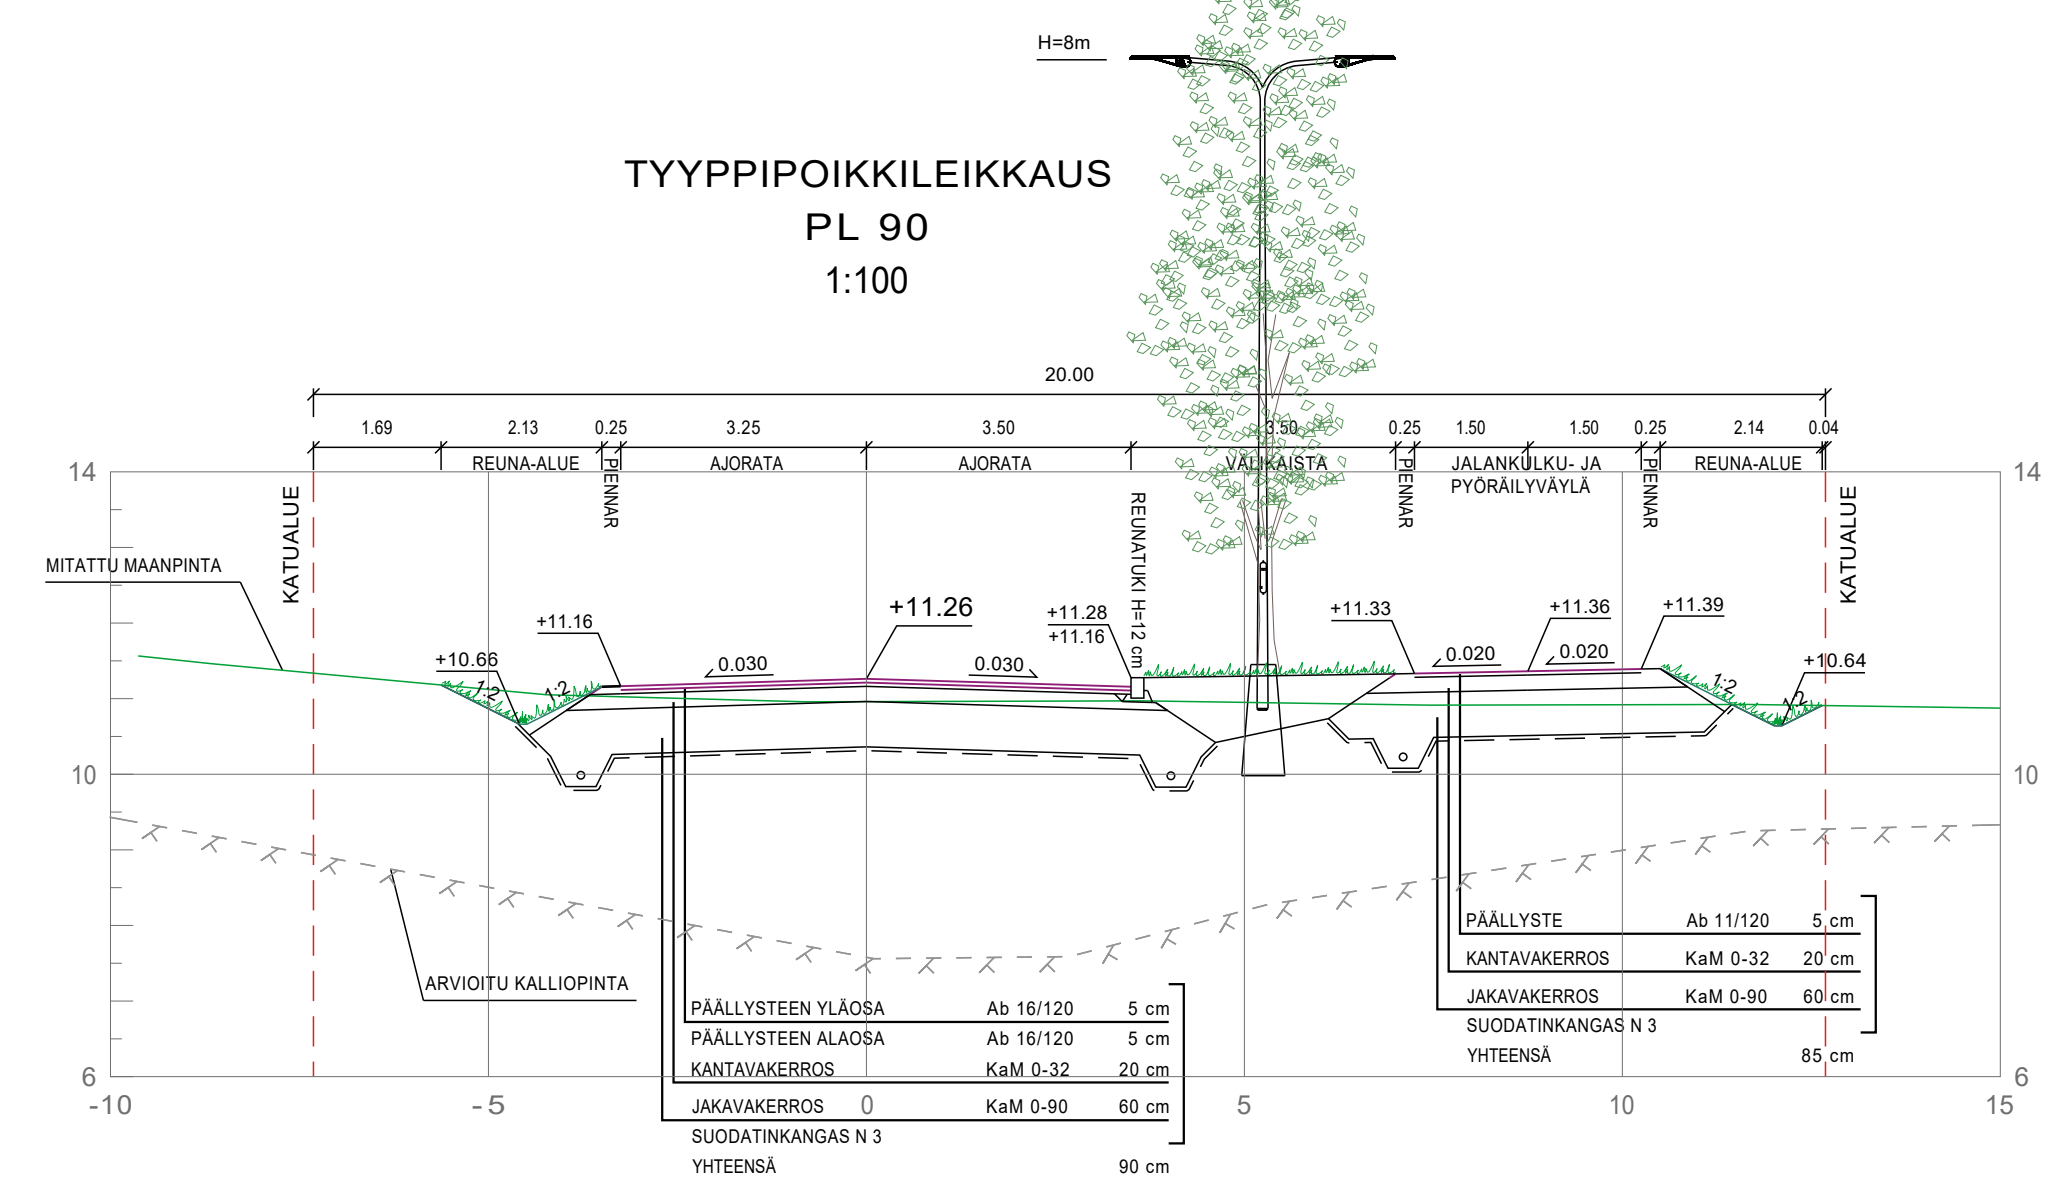 H=8m
TYYPPIPOIKKILEIKKAUS
PL 90
1:100
20.00
1.69 2.13 0.25 3.25 3.50 3.50 0.25 1.50 1.50 0.25 2.14 0.04
REUNA-ALUE PIENNAR AJORATA AJORATA VÄLIKAISTA PIENNAR JALANKULKU- JA PIENNAR REUNA-ALUE
PYÖRÄILYVÄYLÄ
14 14
KATUALUE REUNATUKI H=12 cm KATUALUE
MITATTU MAANPINTA
+11.16 +11.26 +11.28 +11.33 +11.36 +11.39
+11.16
+10.66 0.030 0.030 0.020 0.020 +10.64
1:2 1:2 1:2 1:2
10 10
ARVIOITU KALLIOPINTA
PÄÄLLYSTE Ab 11/120 5 cm
KANTAVAKERROS KaM 0-32 20 cm
JAKAVAKERROS KaM 0-90 60 cm
SUODATINKANGAS N 3
YHTEENSÄ 85 cm
PÄÄLLYSTEEN YLÄOSA Ab 16/120 5 cm
PÄÄLLYSTEEN ALAOSA Ab 16/120 5 cm
KANTAVAKERROS KaM 0-32 20 cm
JAKAVAKERROS KaM 0-90 60 cm
SUODATINKANGAS N 3
YHTEENSÄ 90 cm
6 6
-10 -5 0 5 10 15